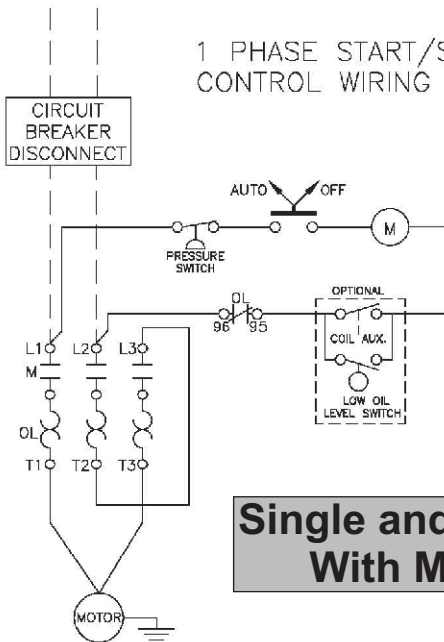 1 PHASE START/
CONTROL WIRING
CIRCUIT
BREAKER
DISCONNECT
AUTO
OFF
M
PRESSURE
SWITCH
OPTIONAL
OL
96 95
COIL AUX.
LOW OIL
LEVEL SWITCH
L1 L2 L3
M
OL
T1 T2 T3
Single and
With M
MOTOR